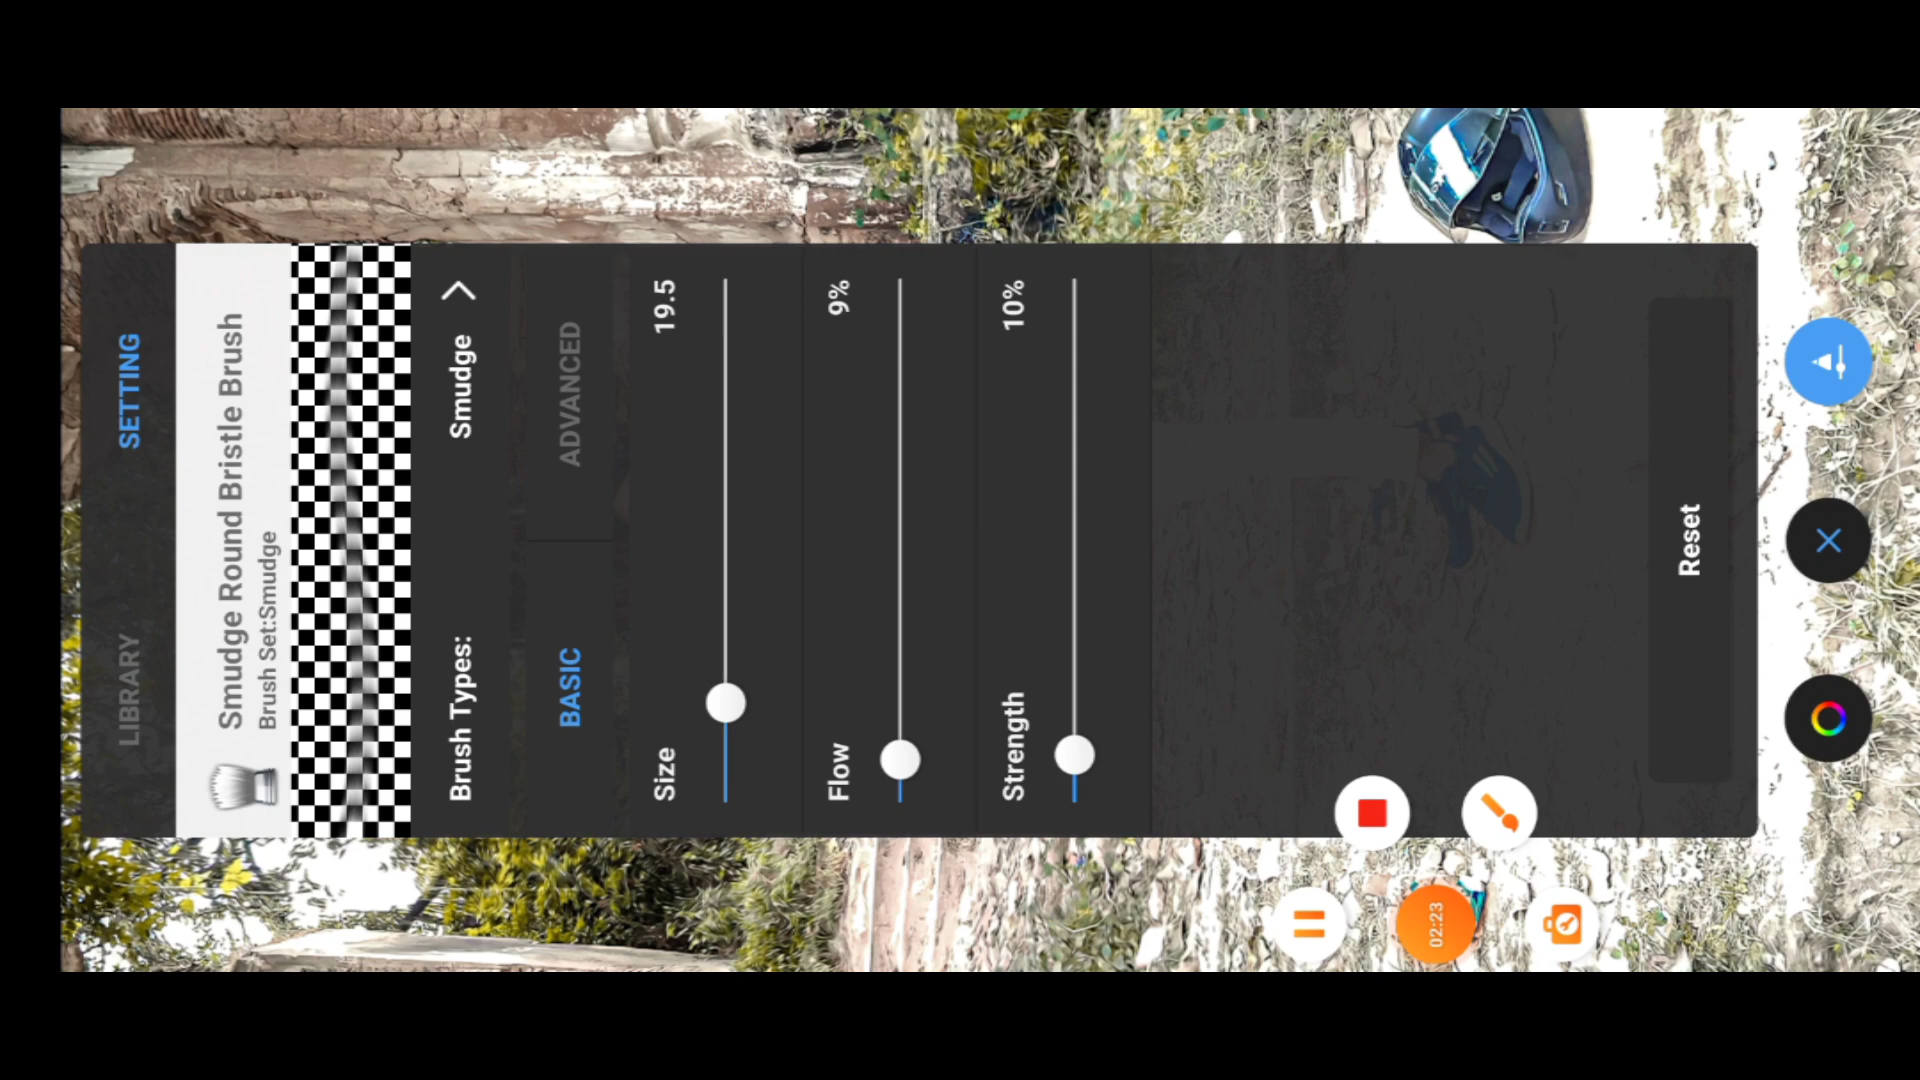 LIBRARY SETTING
Smudge Round Bristle Brush
Brush Set:Smudge
Brush Types: Smudge
BASIC ADVANCED
Size 19.5
Flow 9%
Strength 10%
Reset
02:23